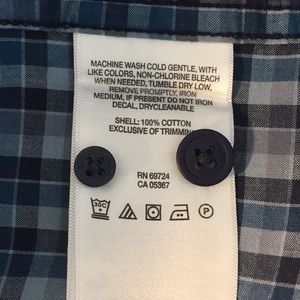 MACHINE WASH COLD GENTLE, WITH
LIKE COLORS, NON-CHLORINE BLEACH
WHEN NEEDED, TUMBLE DRY LOW,
REMOVE PROMPTLY, IRON
MEDIUM, IF PRESENT DO NOT IRON
DECAL, DRYCLEANABLE
SHELL: 100% COTTON
EXCLUSIVE OF TRIMMING
RN 69724
CA 05367
30C
P